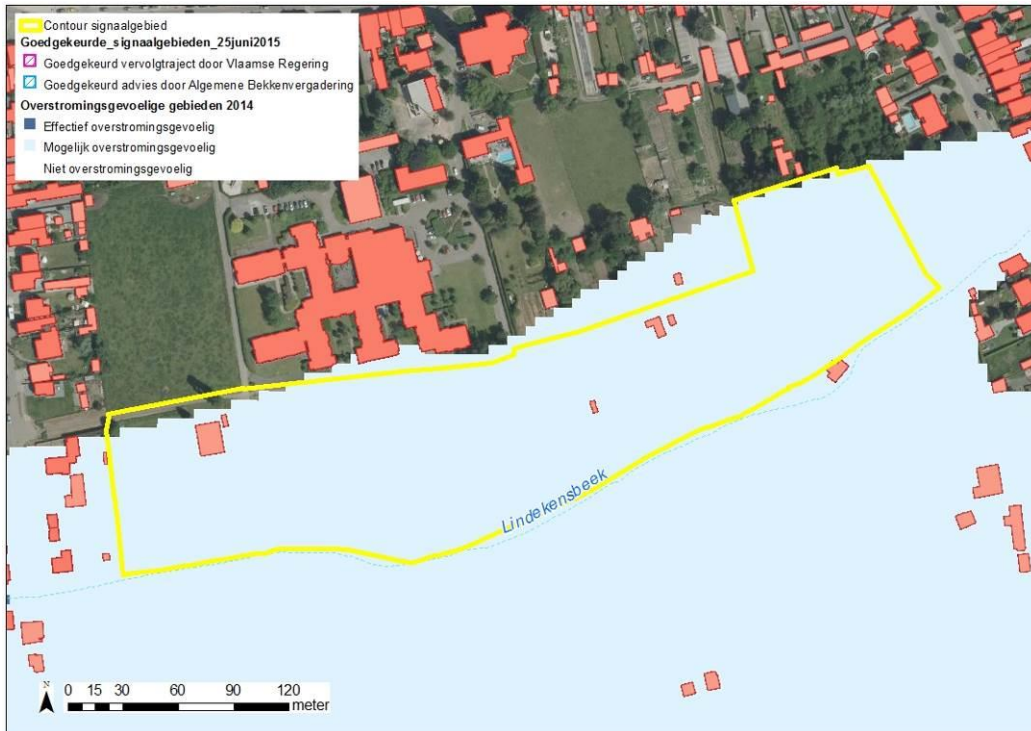 Contour signaalgebied
Goedgekeurde_signaalgebieden_25juni2015
Goedgekeurd vervolgtraject door Vlaamse Regering
Goedgekeurd advies door Algemene Bekkenvergadering
Overstromingsgevoelige gebieden 2014
Effectief overstromingsgevoelig
Mogelijk overstromingsgevoelig
Niet overstromingsgevoelig
Lindekensbeek
N
0 15 30 60 90 120
meter